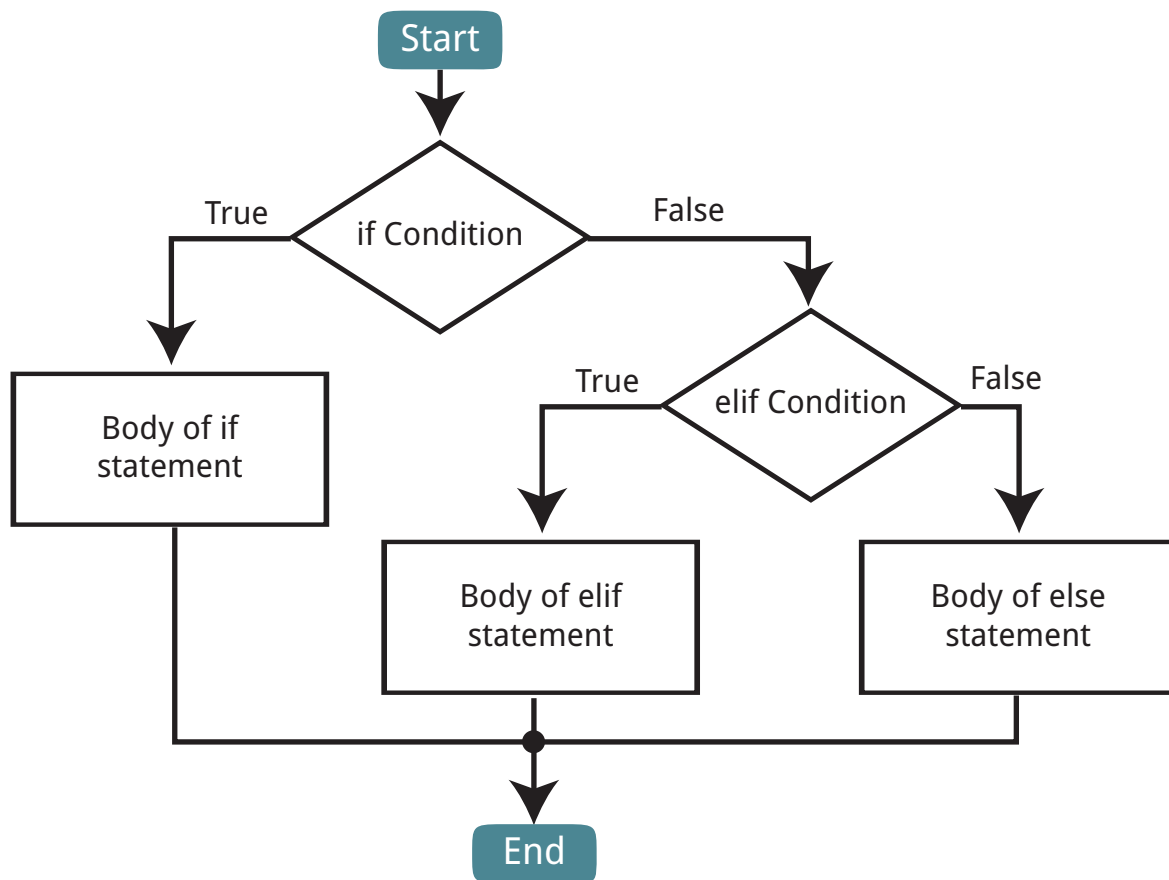 Start
True
False
if Condition
True
False
elif Condition
Body of if
statement
Body of elif
statement
Body of else
statement
End